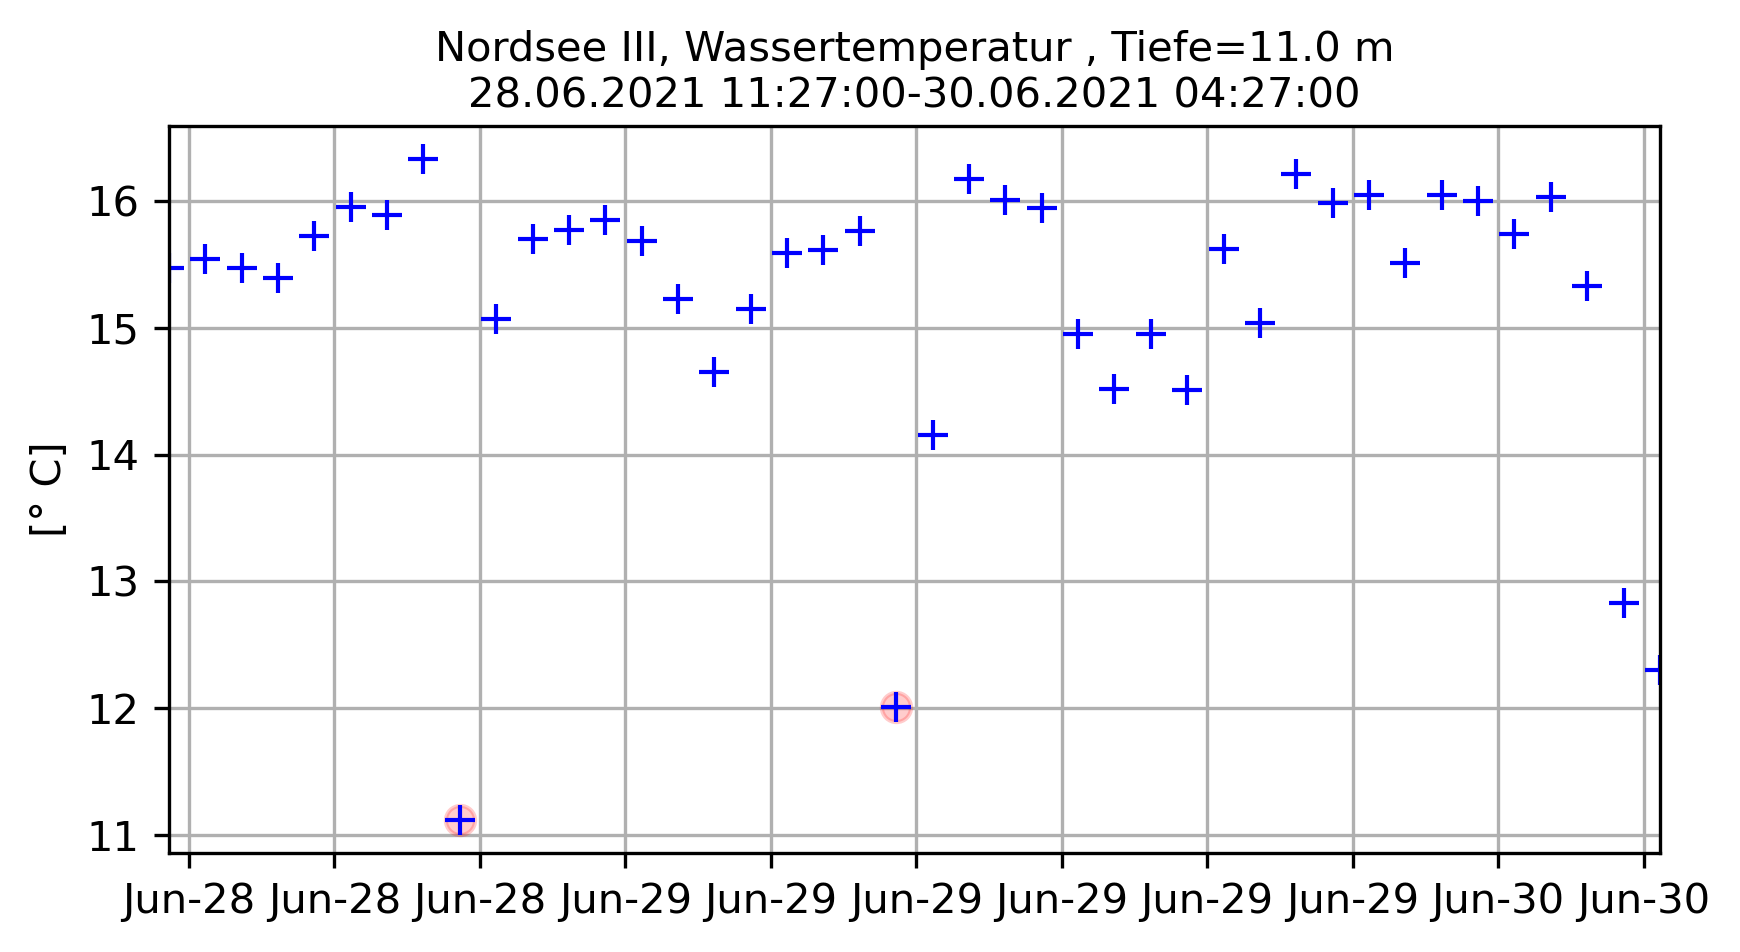 Nordsee III, Wassertemperatur , Tiefe=11.0 m
28.06.2021 11:27:00-30.06.2021 04:27:00
16
15
14
13
12
11
[° C]
Jun-28 Jun-28 Jun-28 Jun-29 Jun-29 Jun-29 Jun-29 Jun-29 Jun-29 Jun-30 Jun-30